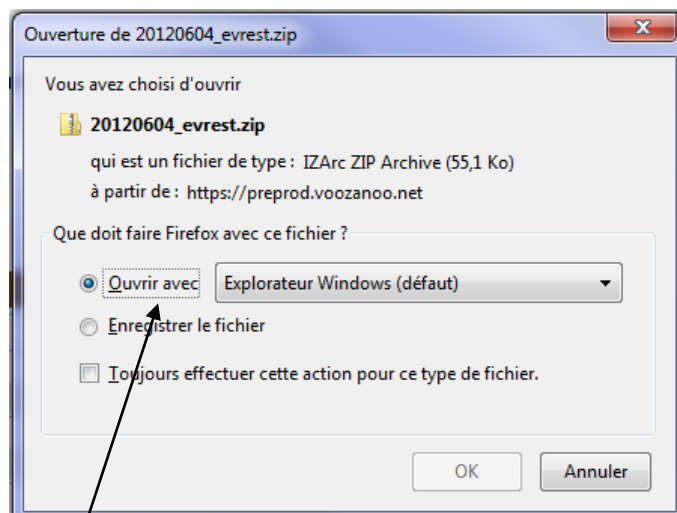 Ouverture de 20120604_evrest.zip
Vous avez choisi d'ouvrir
20120604_evrest.zip
qui est un fichier de type : IZArc ZIP Archive (55,1 Ko)
à partir de : https://preprod.voozanoo.net
Que doit faire Firefox avec ce fichier ?
Ouvrir avec Explorateur Windows (défaut)
Enregistrer le fichier
Toujours effectuer cette action pour ce type de fichier.
OK Annuler